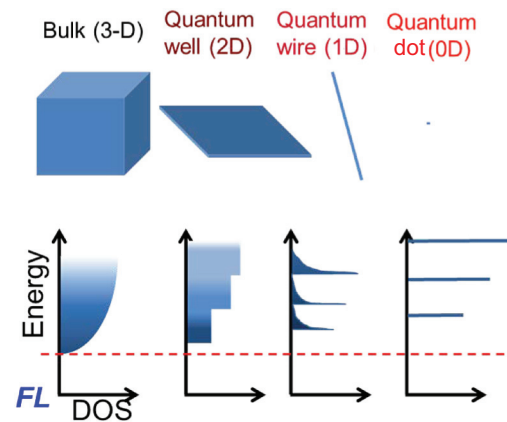 Bulk (3-D)
Quantum
well (2D)
Quantum
wire (1D)
Quantum
dot(0D)
Energy
FL
DOS